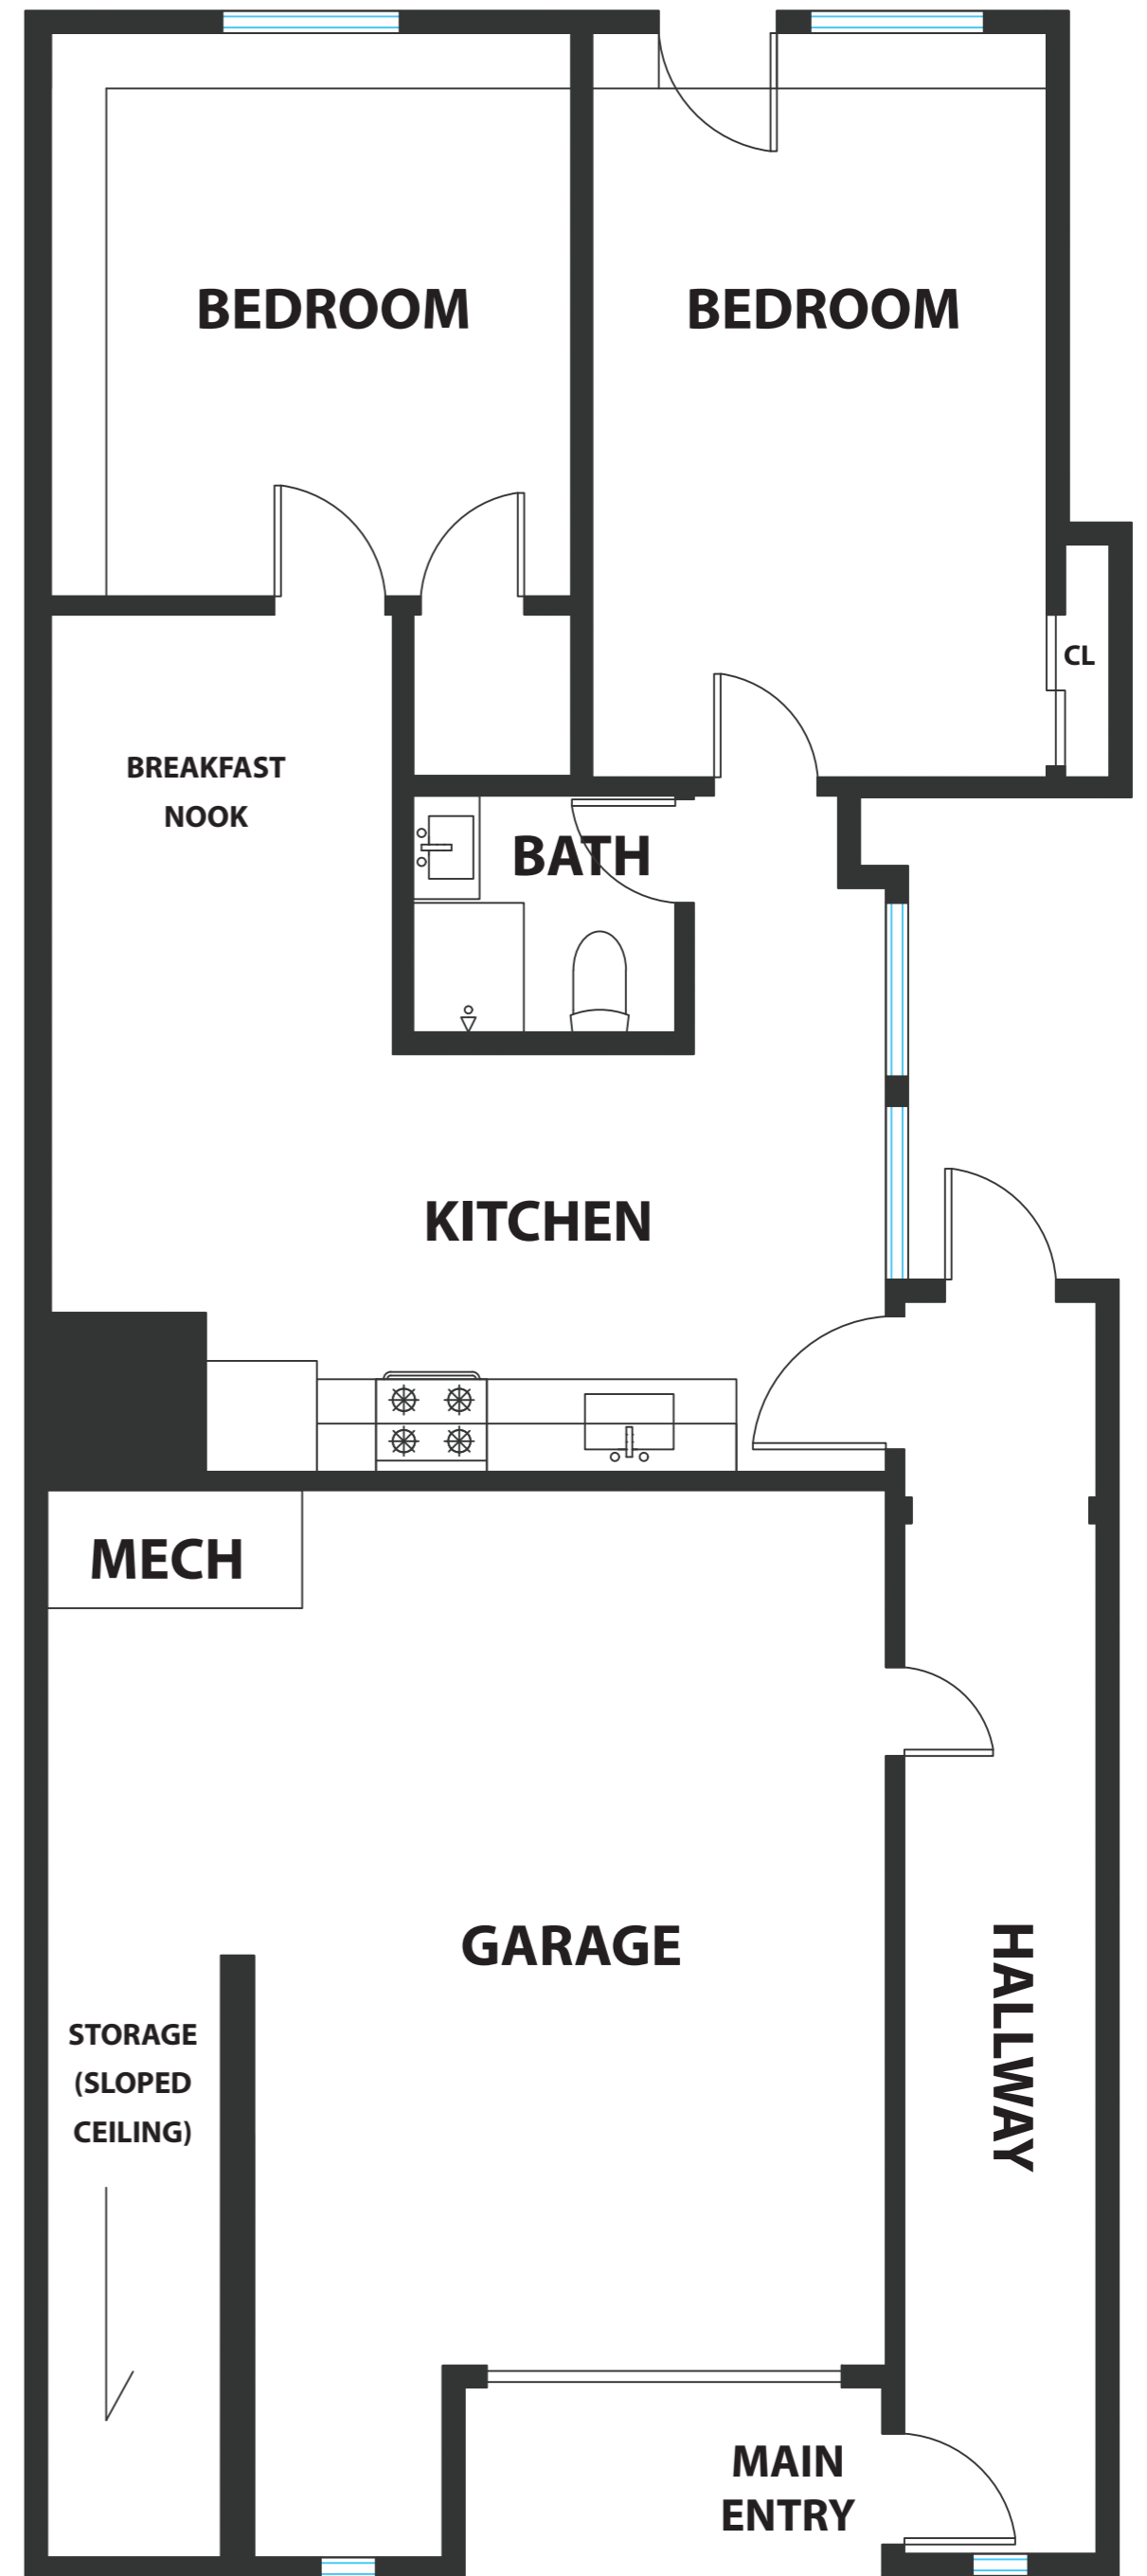 BEDROOM
BEDROOM
CL
BREAKFAST
NOOK
BATH
KITCHEN
MECH
GARAGE
HALLWAY
STORAGE
(SLOPED
CEILING)
MAIN
ENTRY